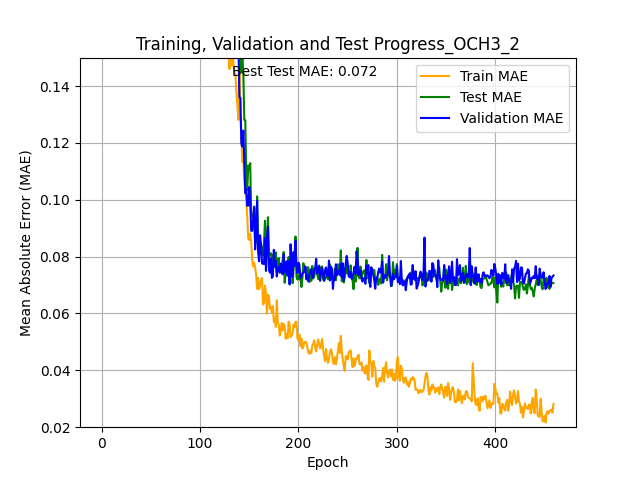 Training, Validation and Test Progress_OCH3_2
Best Test MAE: 0.072
Train MAE
Test MAE
Validation MAE
Mean Absolute Error (MAE)
0.14
0.12
0.10
0.08
0.06
0.04
0.02
0
100
200
300
400
Epoch